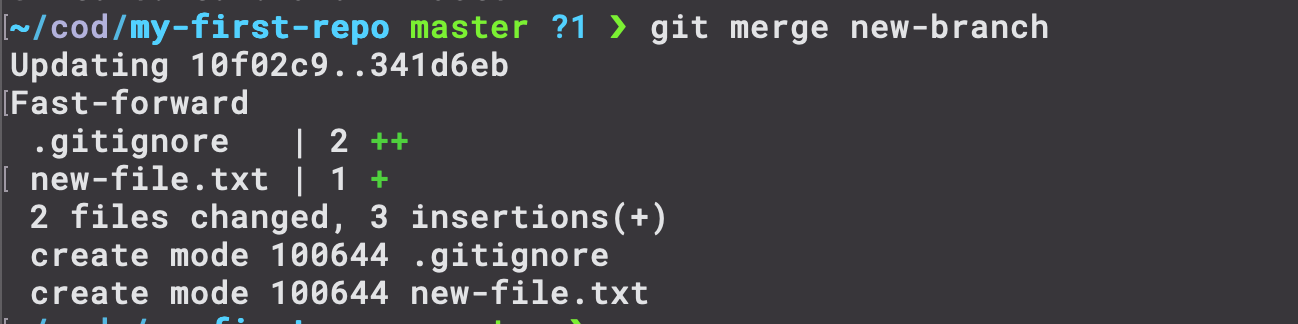 ~/cod/my-first-repo master ?1 ❯ git merge new-branch
Updating 10f02c9..341d6eb
Fast-forward
 .gitignore   | 2 ++
 new-file.txt | 1 +
 2 files changed, 3 insertions(+)
 create mode 100644 .gitignore
 create mode 100644 new-file.txt